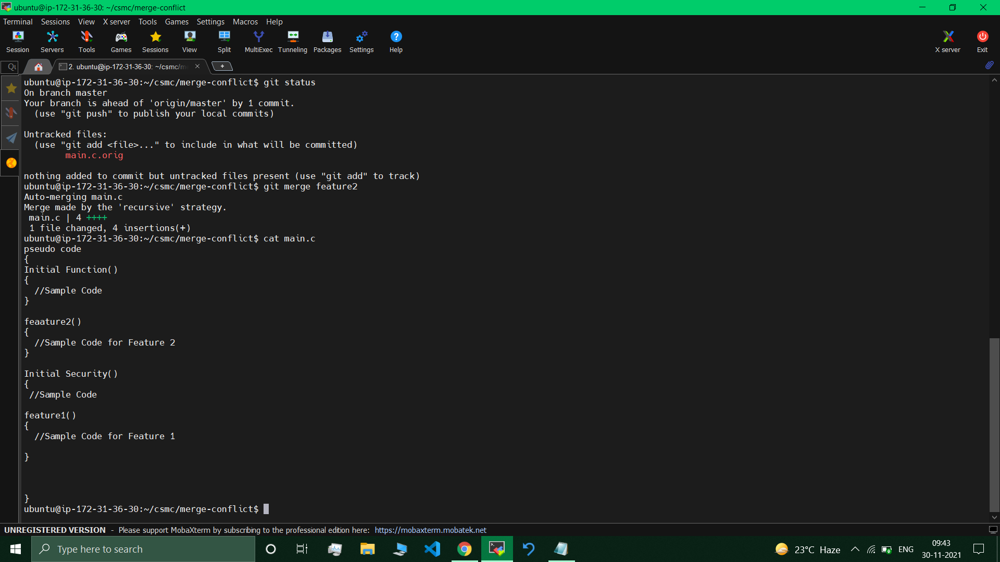 ubuntu@ip-172-31-36-30: ~/csmc/merge-conflict
Terminal Sessions View X server Tools Games Settings Macros Help
Session Servers Tools Games Sessions View Split MultiExec Tunneling Packages Settings Help X server Exit
2. ubuntu@ip-172-31-36-30: ~/csmc/m
ubuntu@ip-172-31-36-30:~/csmc/merge-conflict$ git status
On branch master
Your branch is ahead of 'origin/master' by 1 commit.
  (use "git push" to publish your local commits)
Untracked files:
  (use "git add <file>..." to include in what will be committed)
        main.c.orig
nothing added to commit but untracked files present (use "git add" to track)
ubuntu@ip-172-31-36-30:~/csmc/merge-conflict$ git merge feature2
Auto-merging main.c
Merge made by the 'recursive' strategy.
 main.c | 4 ++++
 1 file changed, 4 insertions(+)
ubuntu@ip-172-31-36-30:~/csmc/merge-conflict$ cat main.c
pseudo code
{
Initial Function()
{
  //Sample Code
}
feaature2()
{
  //Sample Code for Feature 2
}
Initial Security()
{
 //Sample Code
feature1()
{
  //Sample Code for Feature 1
}
}
ubuntu@ip-172-31-36-30:~/csmc/merge-conflict$
UNREGISTERED VERSION - Please support MobaXterm by subscribing to the professional edition here: https://mobaxterm.mobatek.net
Type here to search
23°C Haze ENG 09:43
30-11-2021